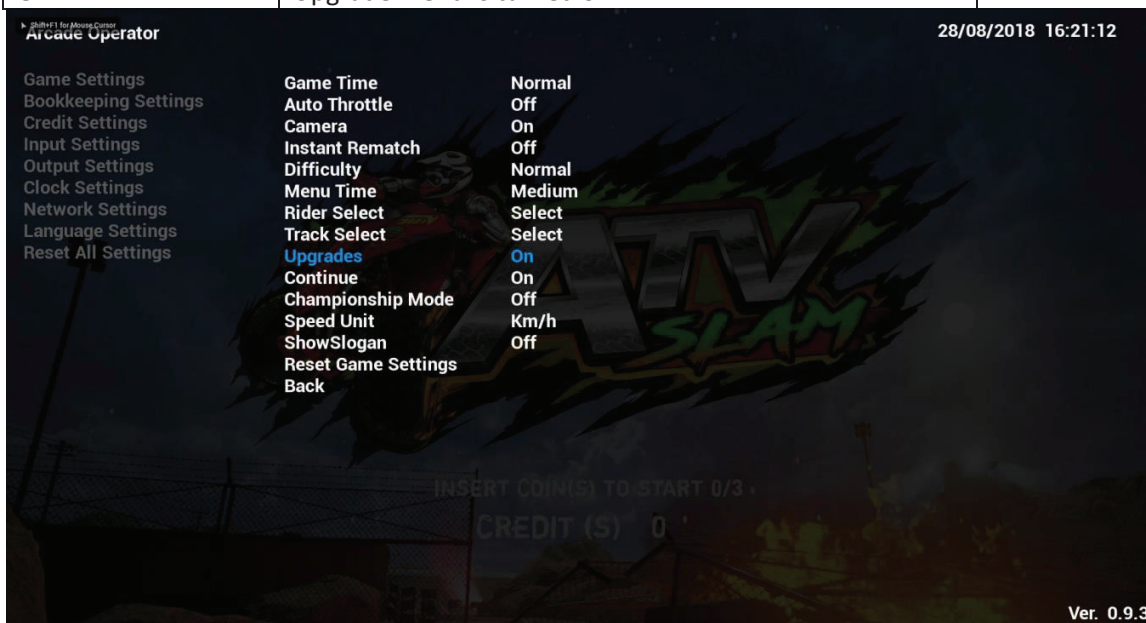 Shift+F1 for Mouse Cursor
Arcade Operator
28/08/2018 16:21:12
Game Settings
Bookkeeping Settings
Credit Settings
Input Settings
Output Settings
Clock Settings
Network Settings
Language Settings
Reset All Settings
Game Time Normal
Auto Throttle Off
Camera On
Instant Rematch Off
Difficulty Normal
Menu Time Medium
Rider Select Select
Track Select Select
Upgrades On
Continue On
Championship Mode Off
Speed Unit Km/h
ShowSlogan Off
Reset Game Settings
Back
ATV
SLAM
INSERT COIN(S) TO START 0/3
CREDIT (S) 0
Ver. 0.9.3